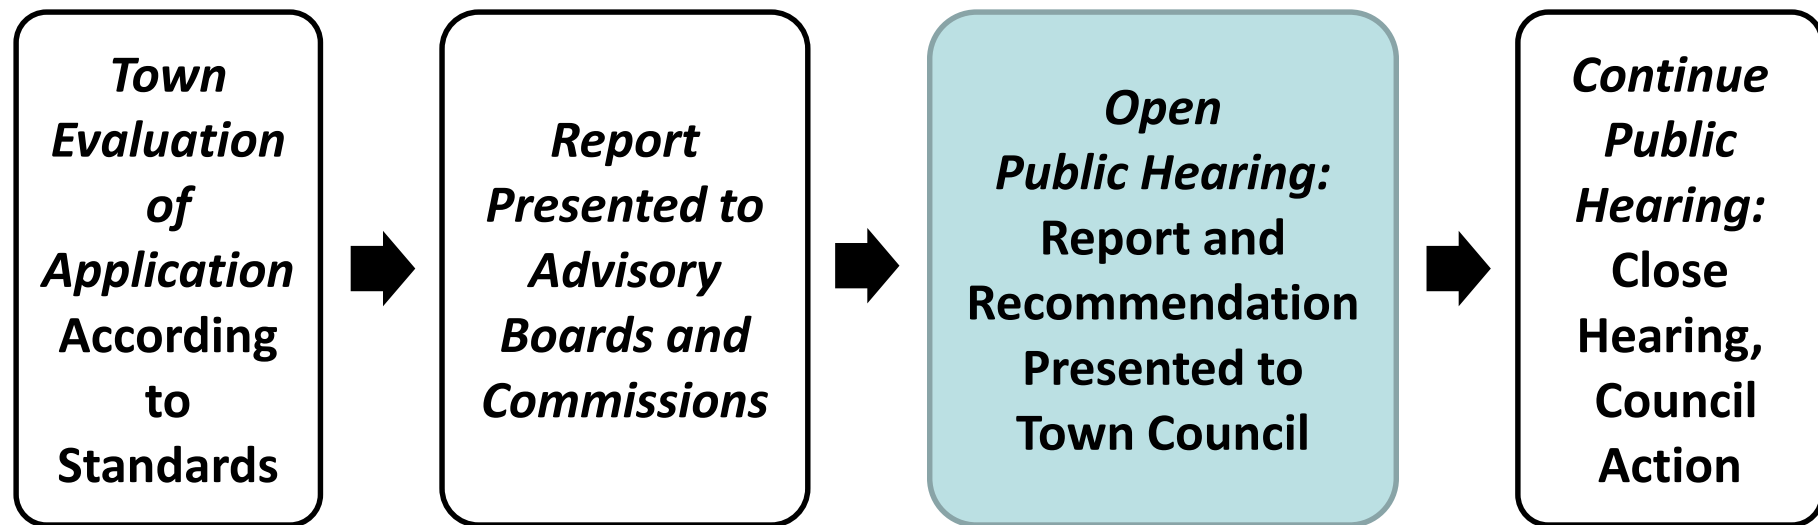 Town
Evaluation
of
Application
According
to
Standards
Report
Presented to
Advisory
Boards and
Commissions
Open
Public Hearing:
Report and
Recommendation
Presented to
Town Council
Continue
Public
Hearing:
Close
Hearing,
Council
Action